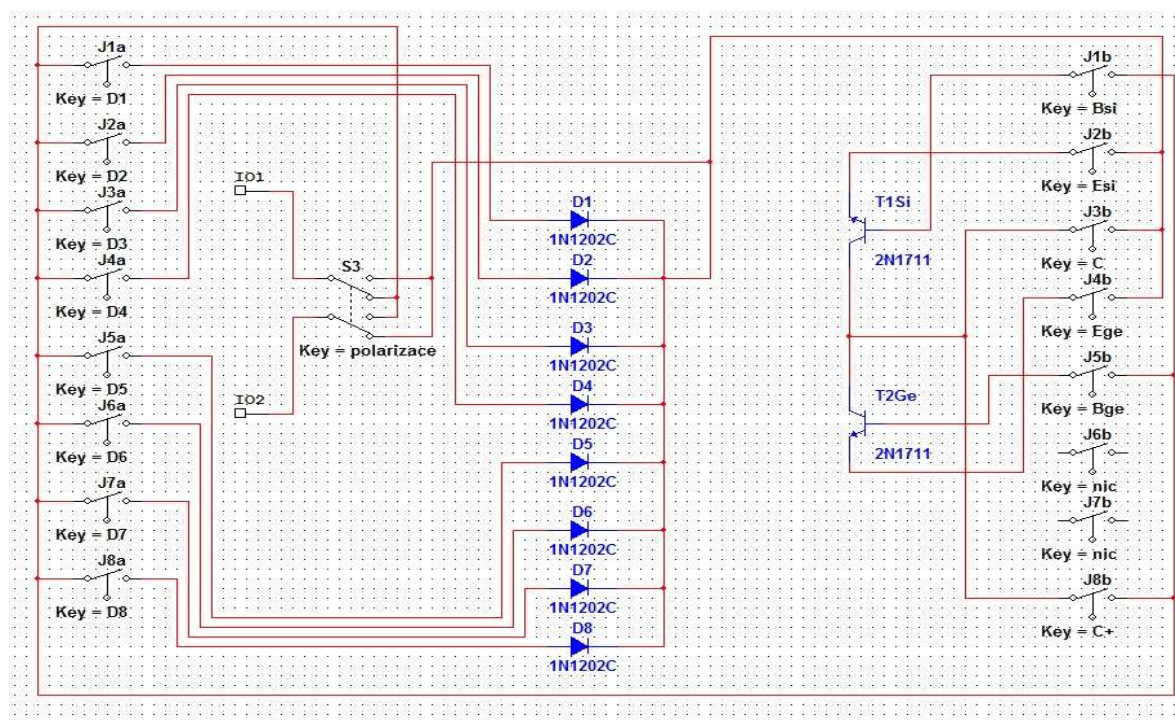 J1a
Key = D1
J2a
Key = D2
J3a
Key = D3
J4a
Key = D4
J5a
Key = D5
J6a
Key = D6
J7a
Key = D7
J8a
Key = D8
IO1
S3
Key = polarizace
IO2
D1
1N1202C
D2
1N1202C
D3
1N1202C
D4
1N1202C
D5
1N1202C
D6
1N1202C
D7
1N1202C
D8
1N1202C
T1Si
2N1711
T2Ge
2N1711
J1b
Key = Bsi
J2b
Key = Esi
J3b
Key = C
J4b
Key = Ege
J5b
Key = Bge
J6b
Key = nic
J7b
Key = nic
J8b
Key = C+